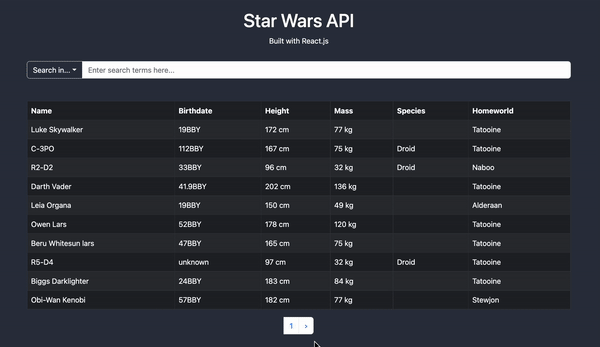 Star Wars API
Built with React.js
Search in... Enter search terms here...
Name Birthdate Height Mass Species Homeworld
Luke Skywalker 19BBY 172 cm 77 kg Tatooine
C-3PO 112BBY 167 cm 75 kg Droid Tatooine
R2-D2 33BBY 96 cm 32 kg Droid Naboo
Darth Vader 41.9BBY 202 cm 136 kg Tatooine
Leia Organa 19BBY 150 cm 49 kg Alderaan
Owen Lars 52BBY 178 cm 120 kg Tatooine
Beru Whitesun lars 47BBY 165 cm 75 kg Tatooine
R5-D4 unknown 97 cm 32 kg Droid Tatooine
Biggs Darklighter 24BBY 183 cm 84 kg Tatooine
Obi-Wan Kenobi 57BBY 182 cm 77 kg Stewjon
1 ›